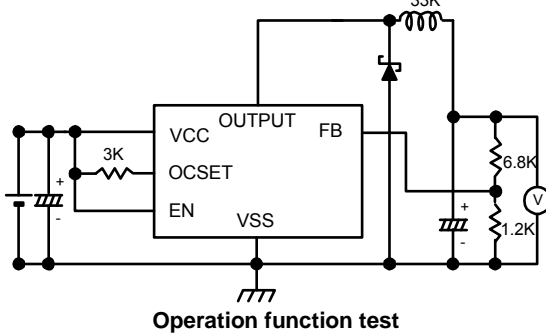 33K
OUTPUT
VCC
FB
3K
OCSET
6.8K
EN
V
+
-
VSS
+
-
1.2K
Operation function test